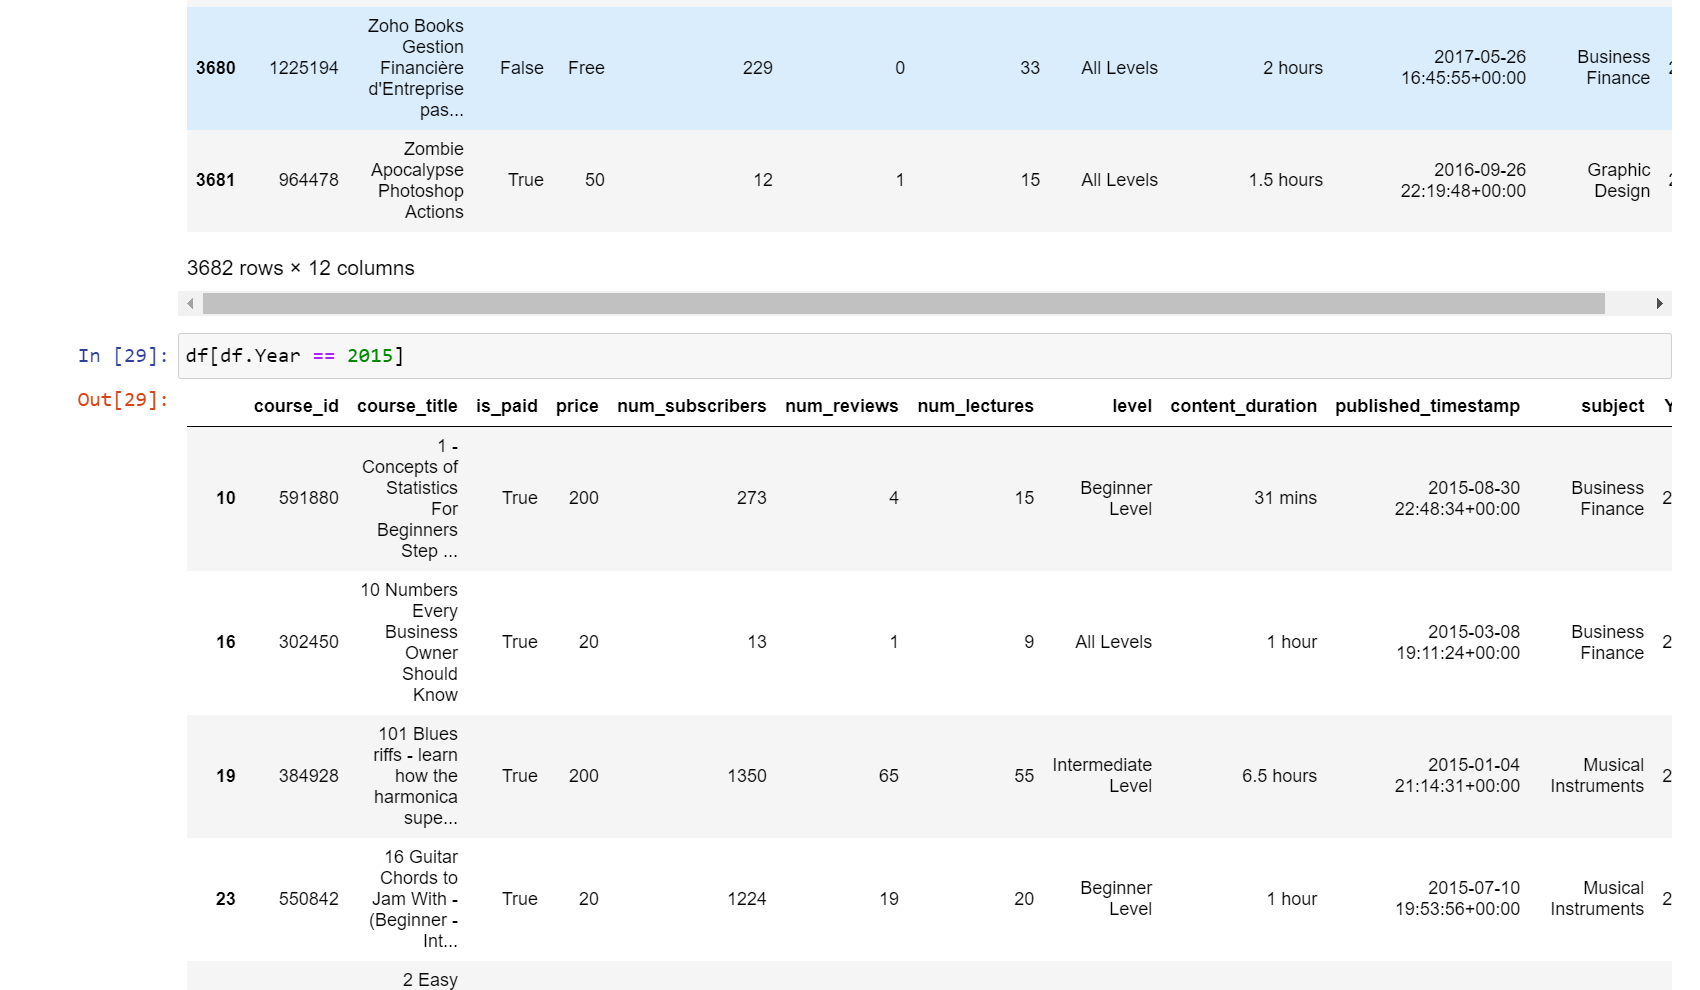 Zoho Books
Gestion
Financière
d'Entreprise
pas...
3680 1225194 False Free 229 0 33 All Levels 2 hours 2017-05-26 16:45:55+00:00 Business Finance
Zombie
Apocalypse
Photoshop
Actions
3681 964478 True 50 12 1 15 All Levels 1.5 hours 2016-09-26 22:19:48+00:00 Graphic Design
3682 rows × 12 columns
In [29]: df[df.Year == 2015]
Out[29]:
course_id course_title is_paid price num_subscribers num_reviews num_lectures level content_duration published_timestamp subject Y
1 -
Concepts of
Statistics
For
Beginners
Step ...
10 591880 True 200 273 4 15 Beginner Level 31 mins 2015-08-30 22:48:34+00:00 Business Finance 2
10 Numbers
Every
Business
Owner
Should
Know
16 302450 True 20 13 1 9 All Levels 1 hour 2015-03-08 19:11:24+00:00 Business Finance 2
101 Blues
riffs - learn
how the
harmonica
supe...
19 384928 True 200 1350 65 55 Intermediate Level 6.5 hours 2015-01-04 21:14:31+00:00 Musical Instruments 2
16 Guitar
Chords to
Jam With -
(Beginner -
Int...
23 550842 True 20 1224 19 20 Beginner Level 1 hour 2015-07-10 19:53:56+00:00 Musical Instruments 2
2 Easy